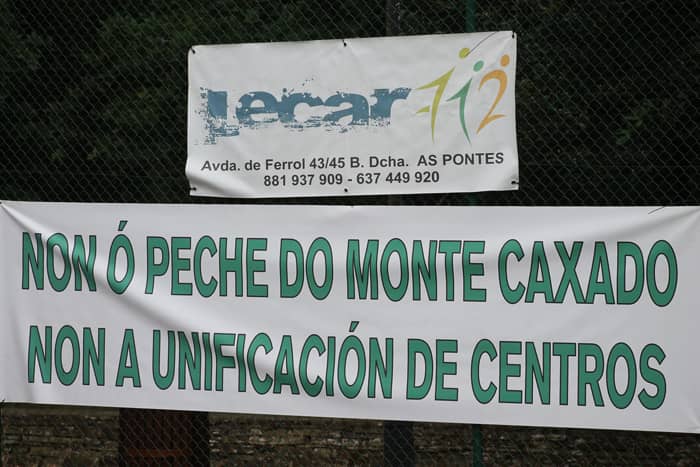 Lecar 712
Avda. de Ferrol 43/45 B. Dcha. AS PONTES
881 937 909 - 637 449 920
NON Ó PECHE DO MONTE CAXADO
NON A UNIFICACIÓN DE CENTROS